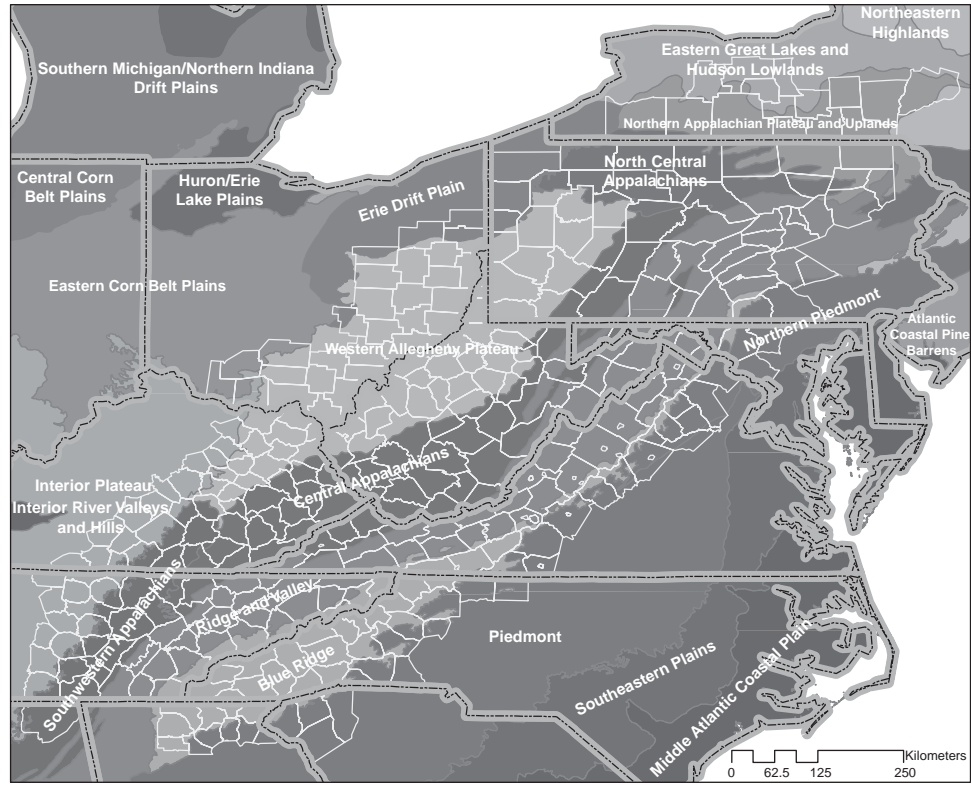 Northeastern
Highlands
Eastern Great Lakes and
Hudson Lowlands
Southern Michigan/Northern Indiana
Drift Plains
Northern Appalachian Plateau and Uplands
North Central
Appalachians
Central Corn
Belt Plains
Huron/Erie
Lake Plains
Erie Drift Plain
Eastern Corn Belt Plains
Northern Piedmont
Atlantic
Coastal Pine
Barrens
Western Allegheny Plateau
Central Appalachians
Interior Plateau
Interior River Valleys
and Hills
Southwestern Appalachians
Ridge and Valley
Blue Ridge
Piedmont
Southeastern Plains
Middle Atlantic Coastal Plain
Kilometers
0 62.5 125 250